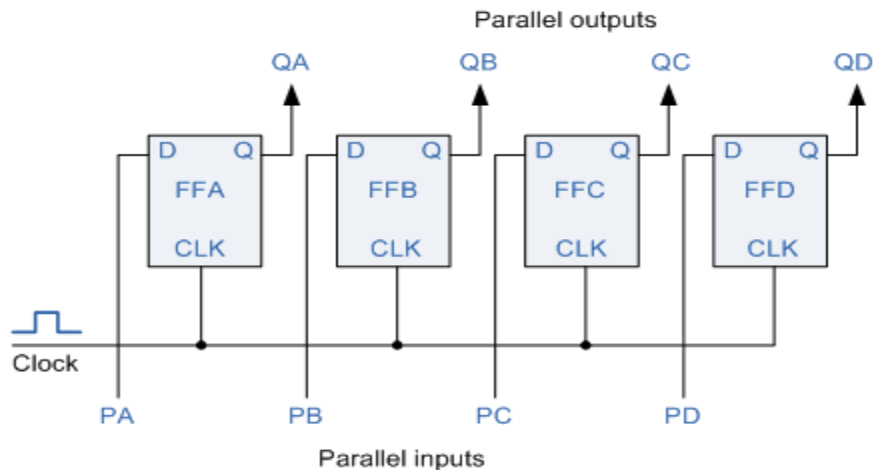 Parallel outputs
QA QB QC QD
D Q D Q D Q D Q
FFA FFB FFC FFD
CLK CLK CLK CLK
Clock
PA PB PC PD
Parallel inputs